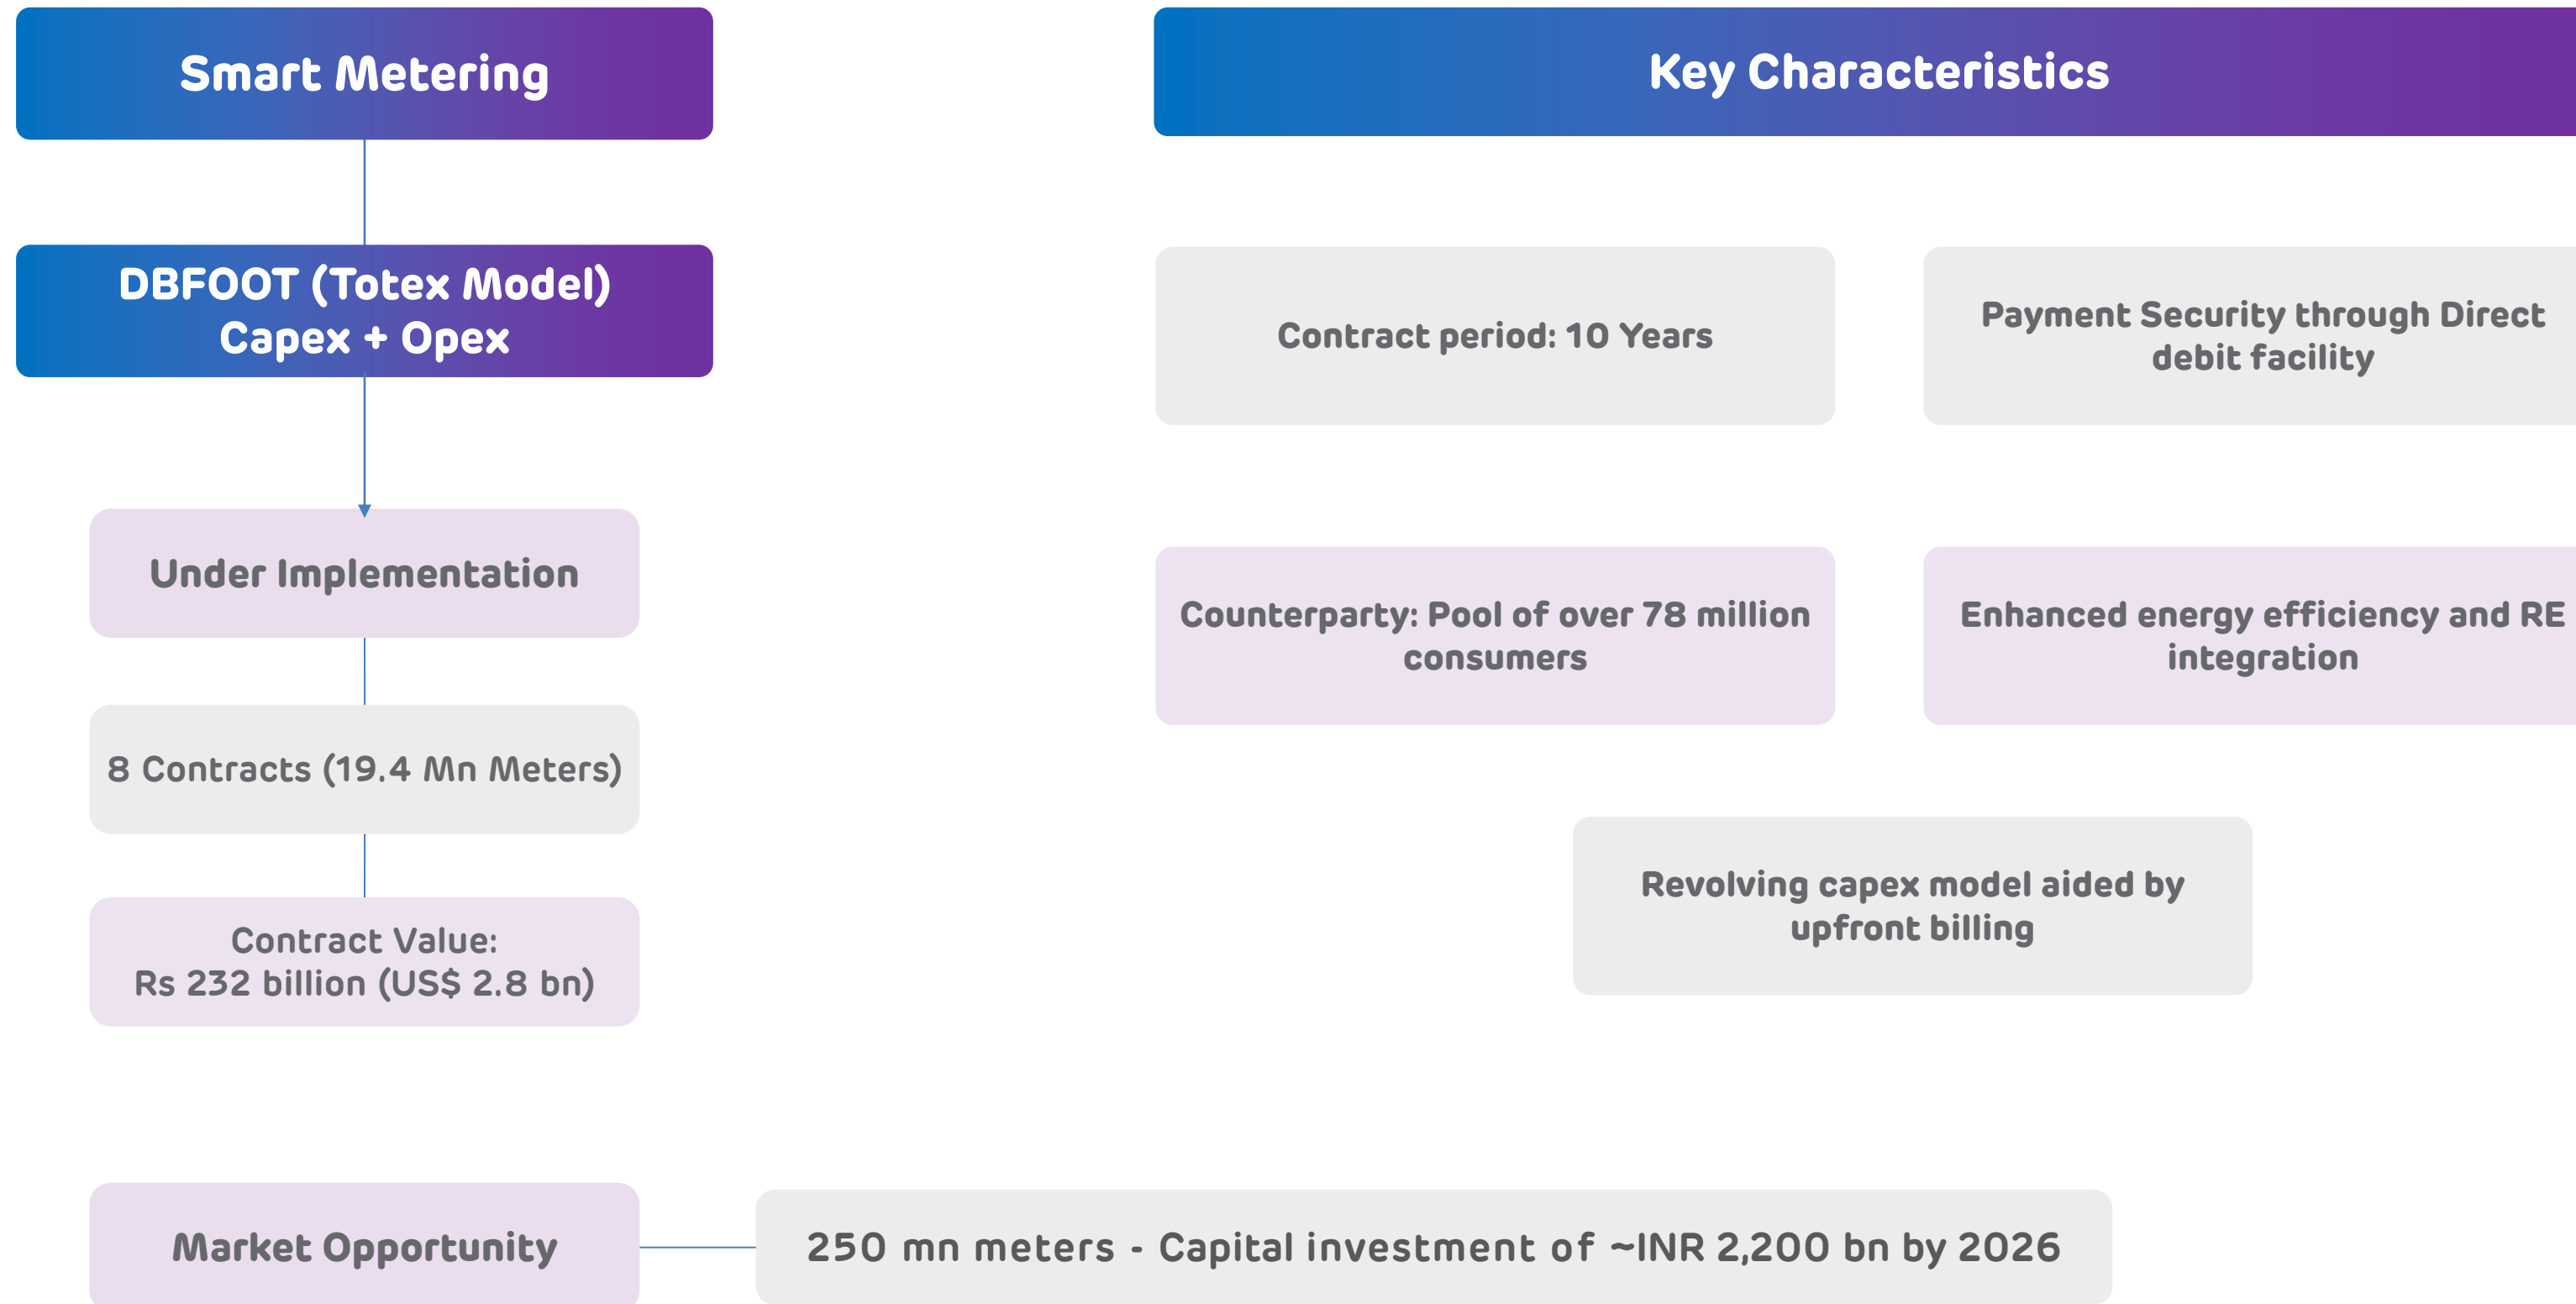 Smart Metering
DBFOOT (Totex Model)
Capex + Opex
Under Implementation
8 Contracts (19.4 Mn Meters)
Contract Value:
Rs 232 billion (US$ 2.8 bn)
Key Characteristics
Contract period: 10 Years
Payment Security through Direct
debit facility
Counterparty: Pool of over 78 million
consumers
Enhanced energy efficiency and RE
integration
Revolving capex model aided by
upfront billing
Market Opportunity
250 mn meters - Capital investment of ~INR 2,200 bn by 2026